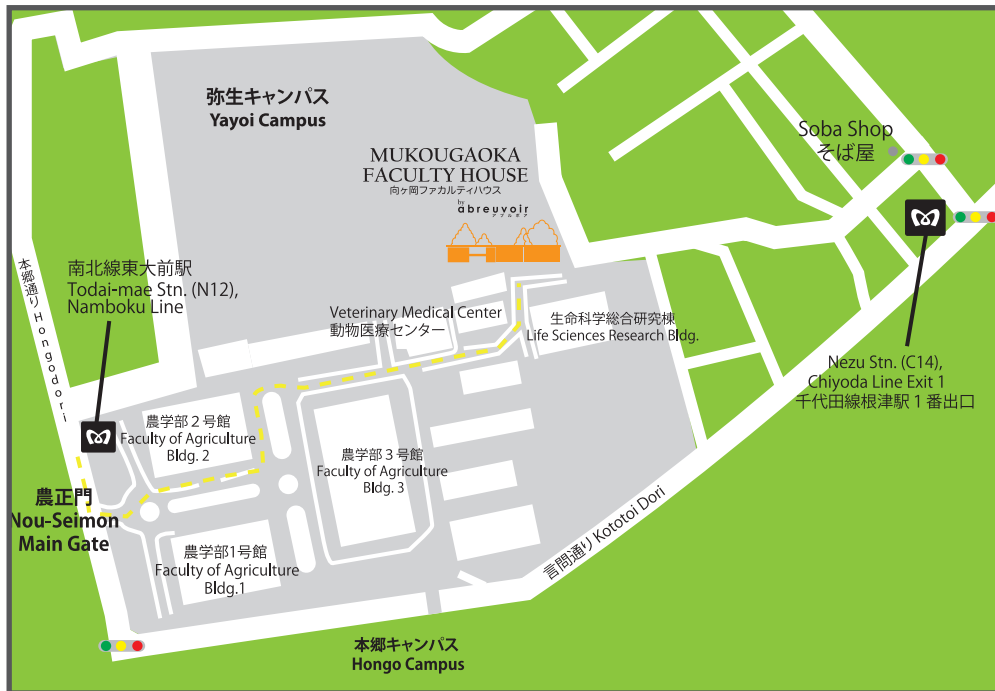 弥生キャンパス
Yayoi Campus
MUKOUGAOKA
FACULTY HOUSE
向ヶ岡ファカルティハウス
by
abreuvoir
アブルボア
Soba Shop
そば屋
本郷通り Hongodori
南北線東大前駅
Todai-mae Stn. (N12),
Namboku Line
Veterinary Medical Center
動物医療センター
生命科学総合研究棟
Life Sciences Research Bldg.
Nezu Stn. (C14),
Chiyoda Line Exit 1
千代田線根津駅 1 番出口
農学部 2 号館
Faculty of Agriculture
Bldg. 2
農学部 3 号館
Faculty of Agriculture
Bldg. 3
農正門
Nou-Seimon
Main Gate
農学部1号館
Faculty of Agriculture
Bldg.1
言問通り Kototoi Dori
本郷キャンパス
Hongo Campus